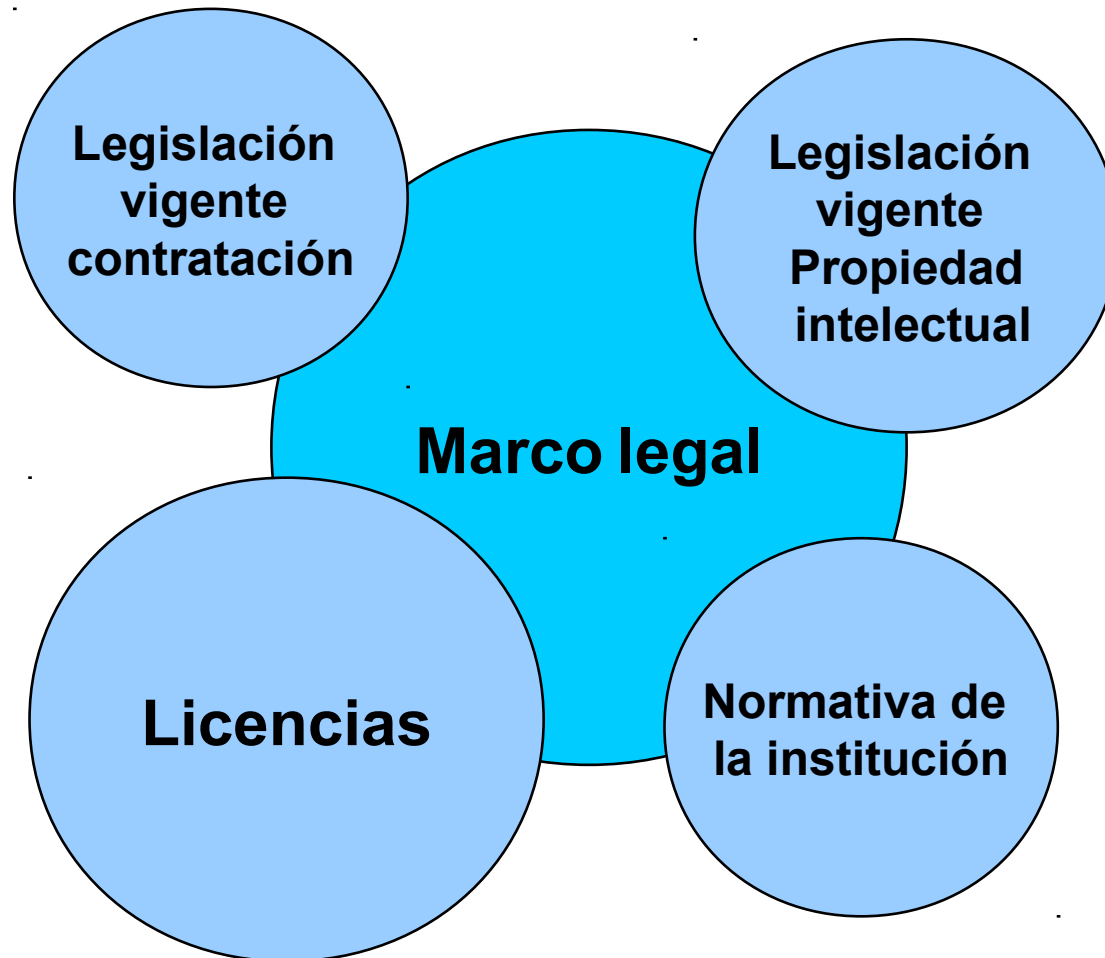 Legislación
vigente
contratación
Legislación
vigente
Propiedad
intelectual
Marco legal
Licencias
Normativa de
la institución